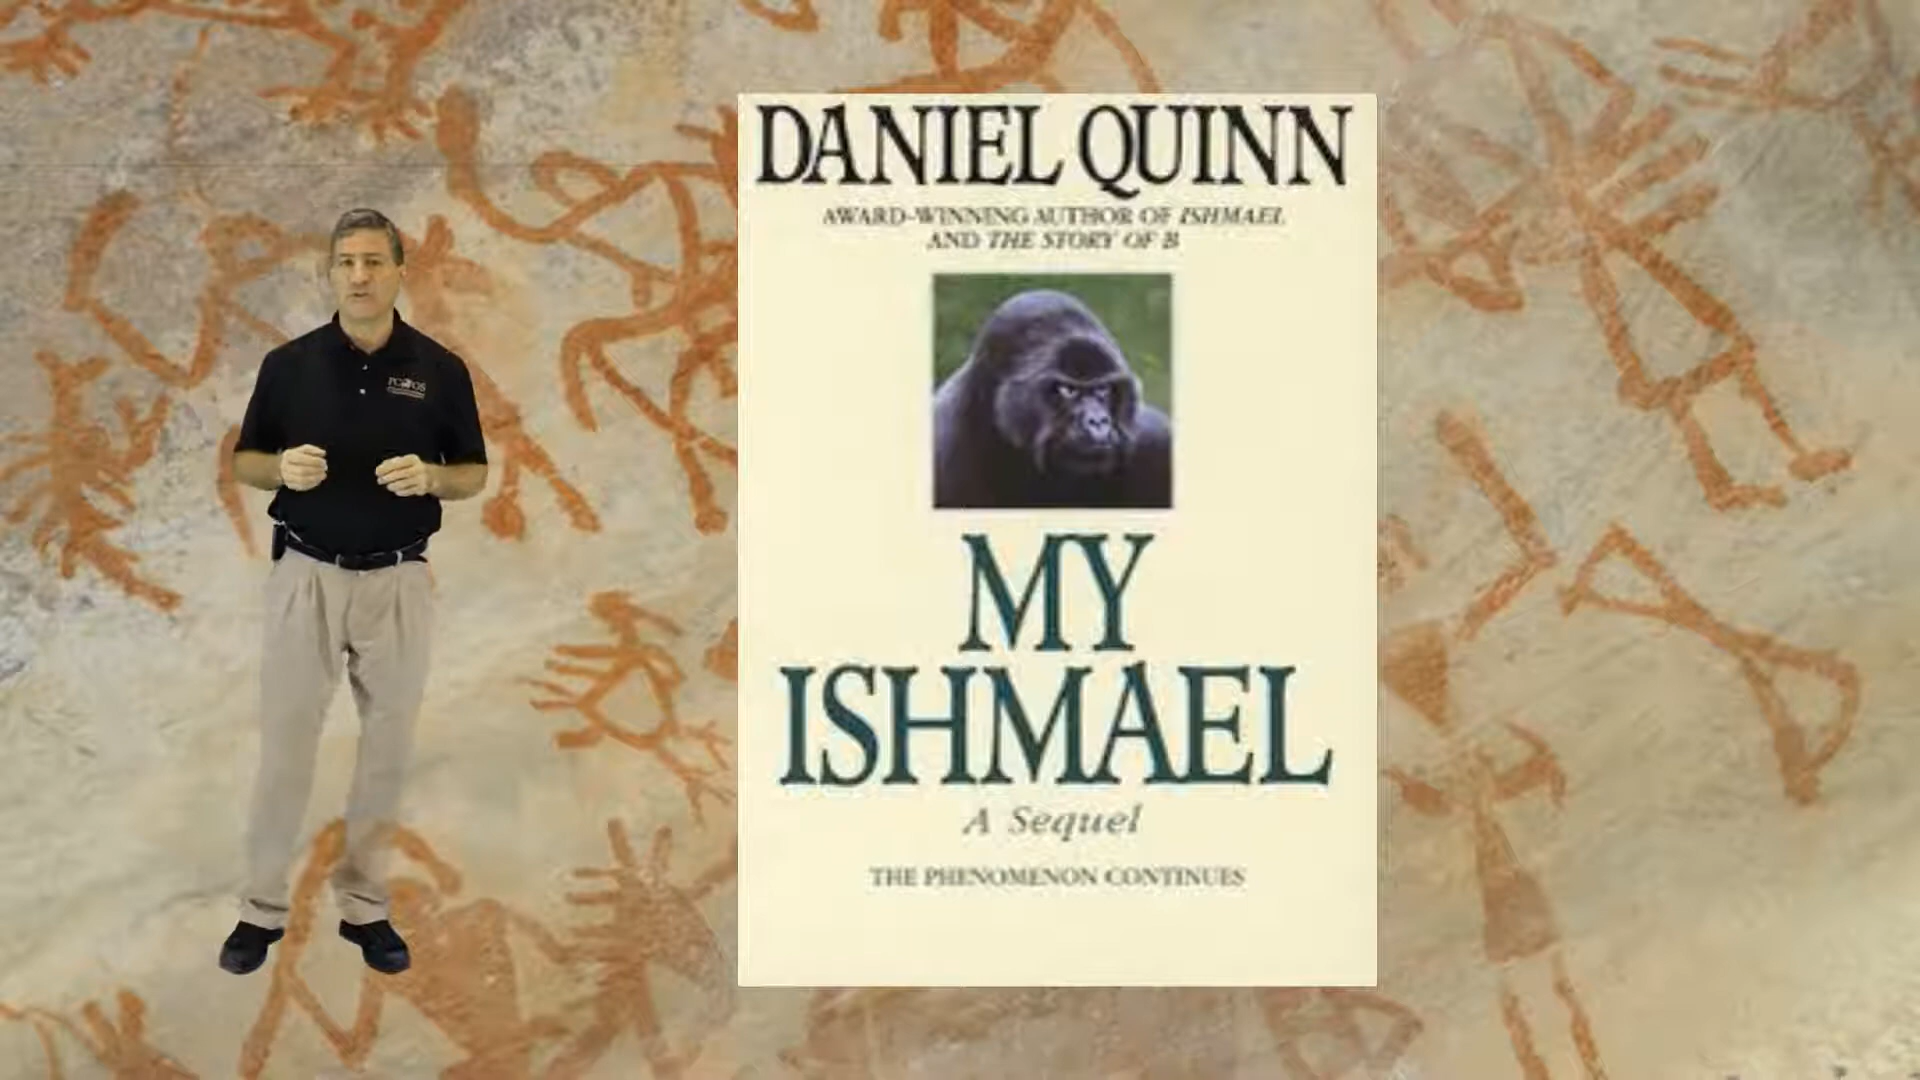 DANIEL QUINN
AWARD-WINNING AUTHOR OF ISHMAEL
AND THE STORY OF B
MY
ISHMAEL
A Sequel
THE PHENOMENON CONTINUES